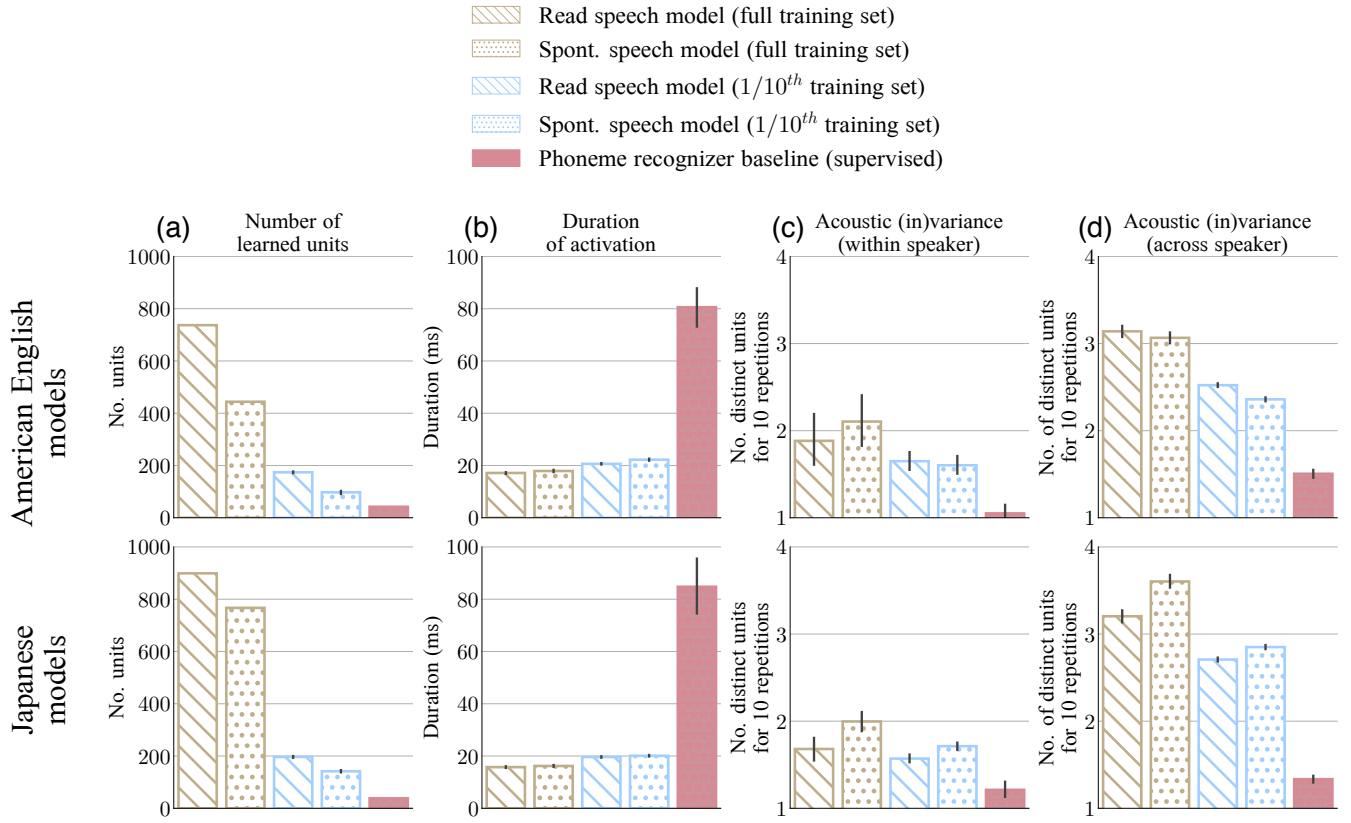 Read speech model (full training set)
Spont. speech model (full training set)
Read speech model (1/10^th training set)
Spont. speech model (1/10^th training set)
Phoneme recognizer baseline (supervised)
American English
models
(a)
Number of
learned units
No. units
1000
800
600
400
200
0
(b)
Duration
of activation
Duration (ms)
100
80
60
40
20
0
(c)
Acoustic (in)variance
(within speaker)
No. distinct units
for 10 repetitions
4
3
2
1
(d)
Acoustic (in)variance
(across speaker)
No. of distinct units
for 10 repetitions
4
3
2
1
Japanese
models
No. units
1000
800
600
400
200
0
Duration (ms)
100
80
60
40
20
0
No. distinct units
for 10 repetitions
4
3
2
1
No. of distinct units
for 10 repetitions
4
3
2
1